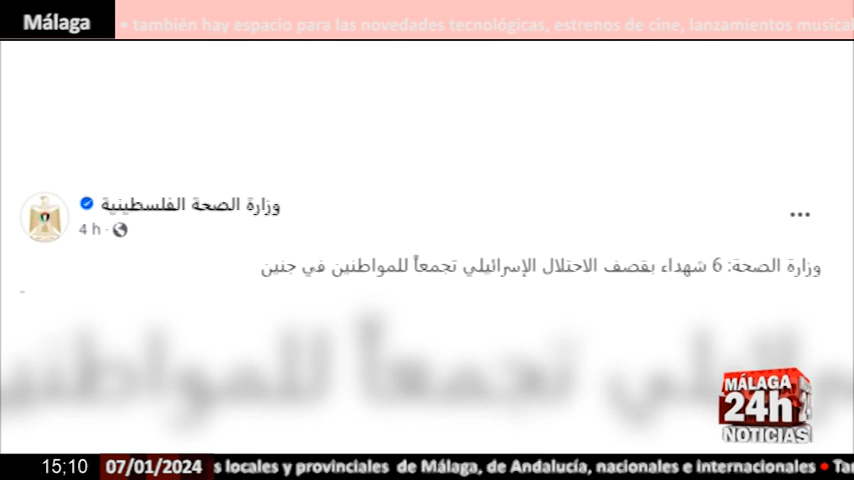 Málaga
• también hay espacio para las novedades tecnológicas, estrenos de cine, lanzamientos musical
وزارة الصحة الفلسطينية
4 h ·
وزارة الصحة: 6 شهداء بقصف الاحتلال الإسرائيلي تجمعاً للمواطنين في جنين
MÁLAGA
24h
NOTICIAS
15:10
07/01/2024
s locales y provinciales de Málaga, de Andalucía, nacionales e internacionales • Ta